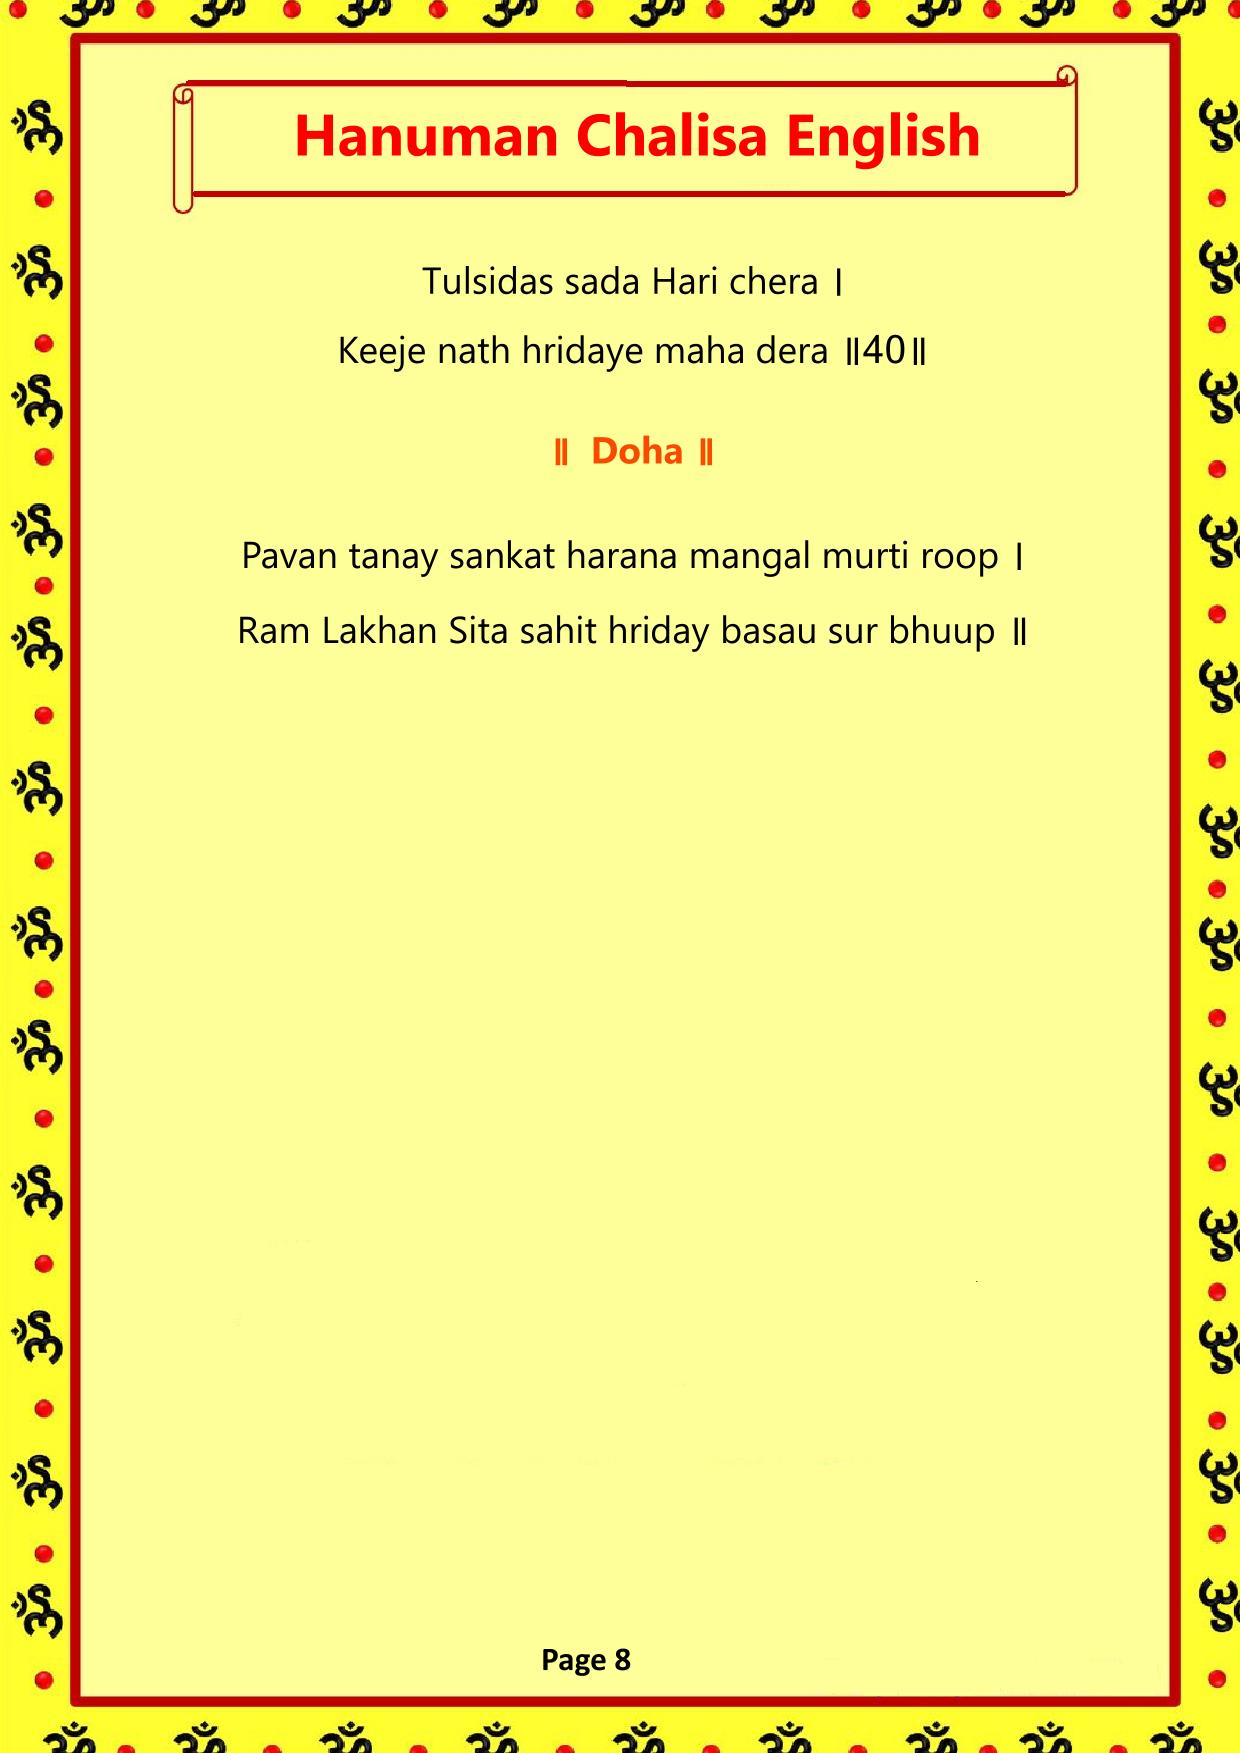 Hanuman Chalisa English
Tulsidas sada Hari chera ।
Keeje nath hridaye maha dera ॥40॥
॥ Doha ॥
Pavan tanay sankat harana mangal murti roop ।
Ram Lakhan Sita sahit hriday basau sur bhuup ॥
Page 8